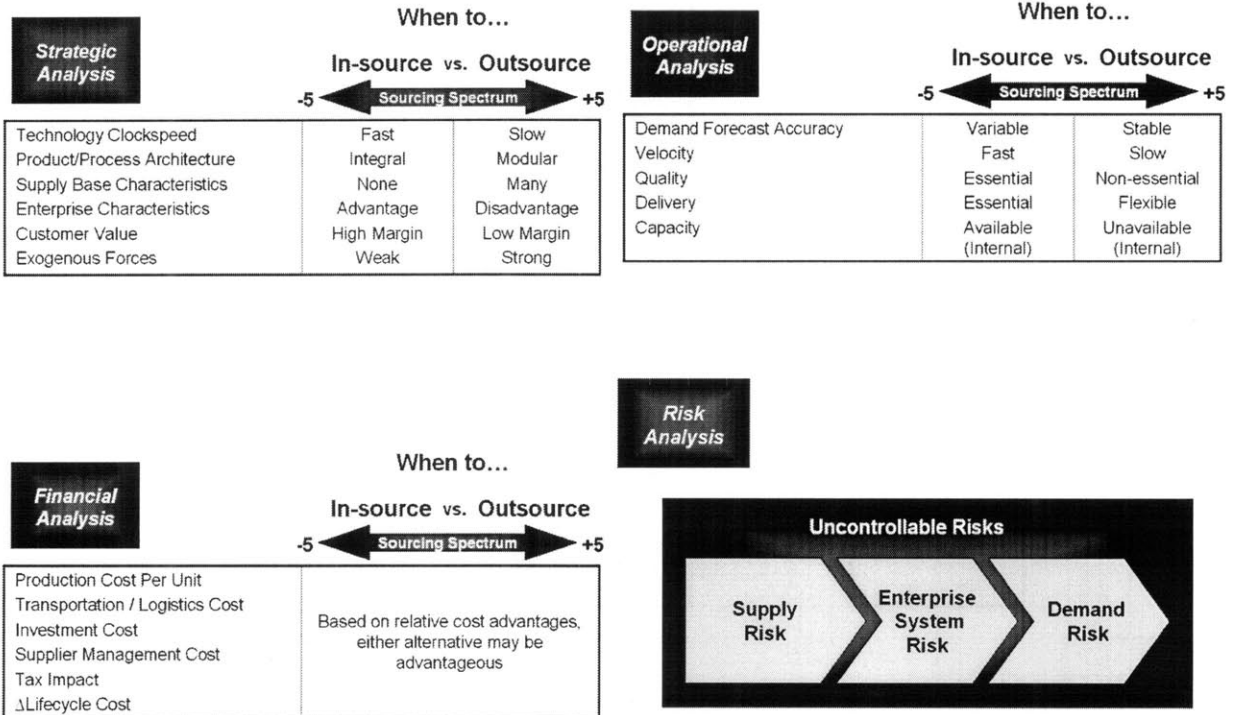 Strategic
Analysis
When to...
In-source vs. Outsource
-5 Sourcing Spectrum +5
Technology Clockspeed Fast Slow
Product/Process Architecture Integral Modular
Supply Base Characteristics None Many
Enterprise Characteristics Advantage Disadvantage
Customer Value High Margin Low Margin
Exogenous Forces Weak Strong
Operational
Analysis
When to...
In-source vs. Outsource
-5 Sourcing Spectrum +5
Demand Forecast Accuracy Variable Stable
Velocity Fast Slow
Quality Essential Non-essential
Delivery Essential Flexible
Capacity Available Unavailable
(Internal) (Internal)
Financial
Analysis
When to...
In-source vs. Outsource
-5 Sourcing Spectrum +5
Production Cost Per Unit
Transportation / Logistics Cost
Investment Cost
Supplier Management Cost
Tax Impact
ΔLifecycle Cost
Based on relative cost advantages,
either alternative may be
advantageous
Risk
Analysis
Uncontrollable Risks
Supply
Risk
Enterprise
System
Risk
Demand
Risk